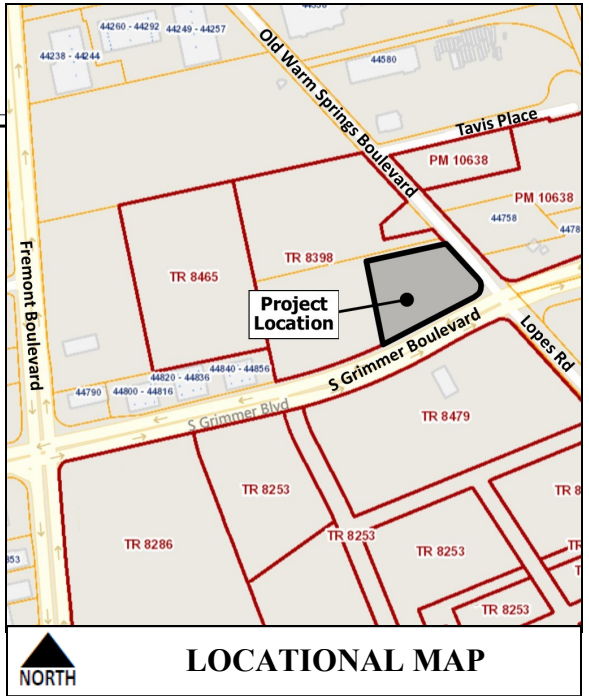 44260 - 44292
44249 - 44257
44238 - 44244
44580
Old Warm Springs Boulevard
Tavis Place
PM 10638
PM 10638
44758
TR 8398
TR 8465
Project
Location
Fremont Boulevard
S Grimmer Boulevard
Lopes Rd
44840 - 44856
44820 - 44836
44800 - 44816
44790
S Grimmer Blvd
TR 8479
TR 8253
TR 8253
TR 8253
TR 8286
TR 8253
NORTH
LOCATIONAL MAP